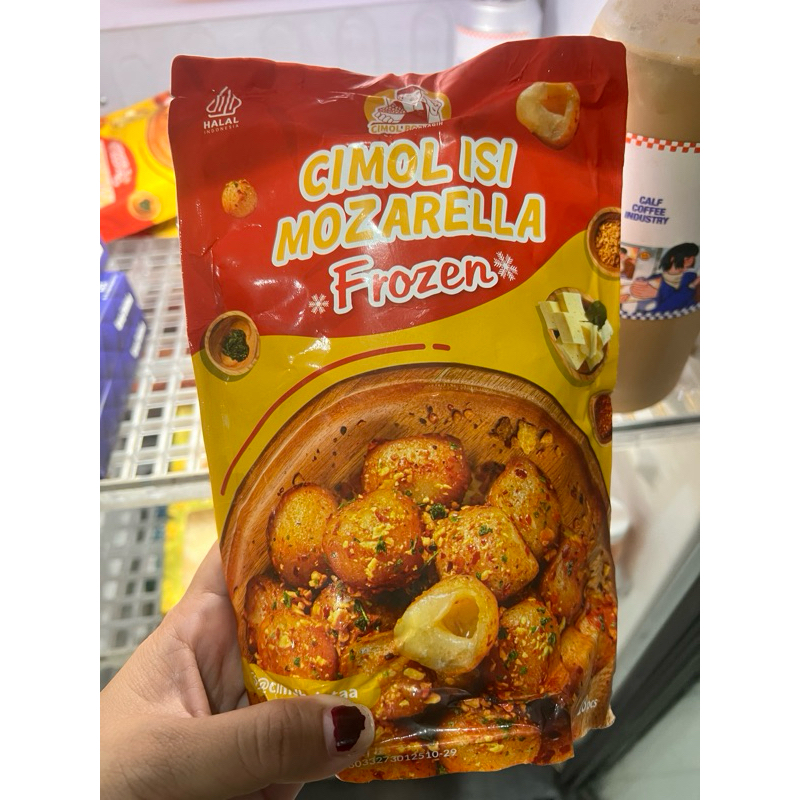 HALAL
INDONESIA
CIMOL ISI
MOZARELLA
Frozen
CALF
COFFEE
INDUSTRY